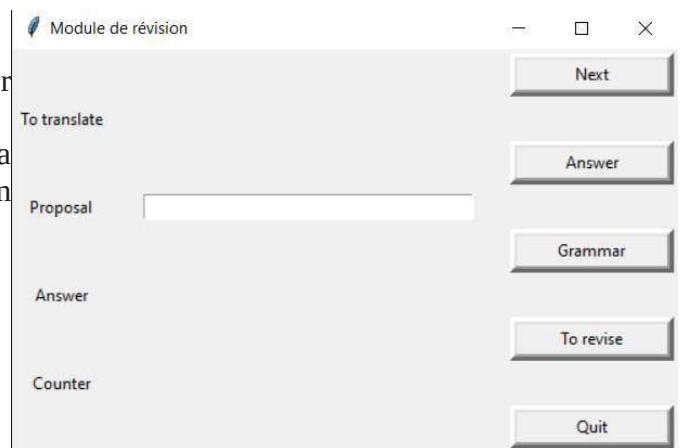 Module de révision
Next
To translate
Answer
Proposal
Grammar
Answer
To revise
Counter
Quit